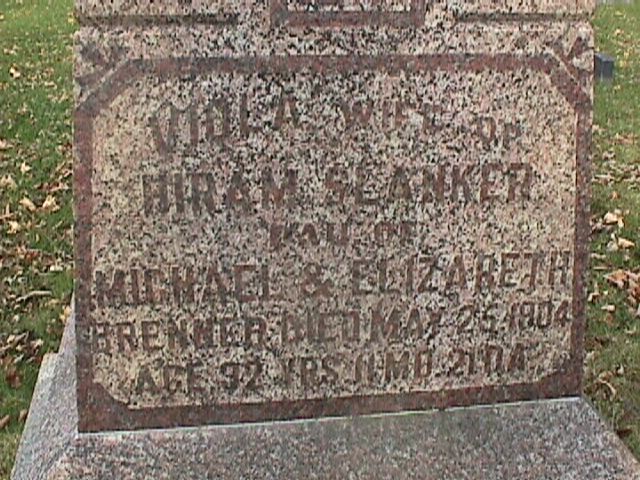 VIOLA WIFE OF
HIRAM SLANKER
DAU OF
MICHAEL & ELIZABETH
BRENNER DIED MAY 25, 1904
AGE 32 YRS 11 MO. 21 DA.